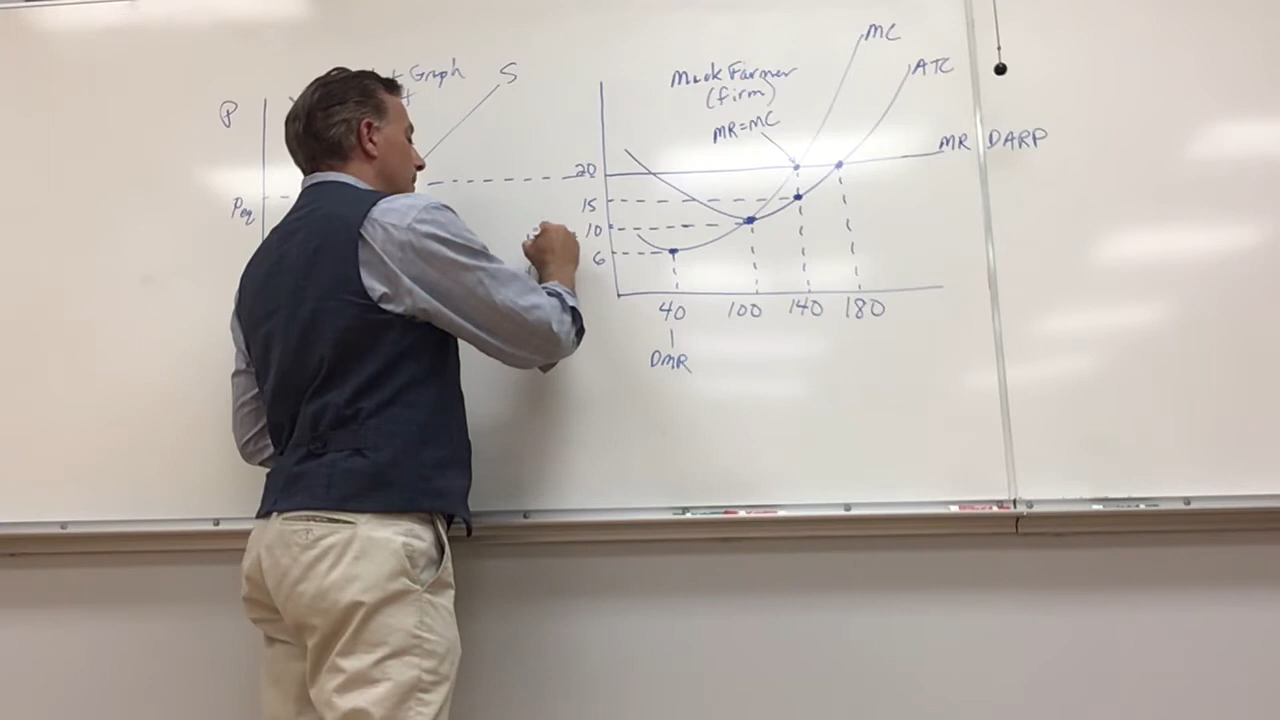 Graph
S
P
Peq
Muck Farmer
(firm)
MR=MC
MC
ATC
MR DARP
20
15
10
6
40 100 140 180
DMR